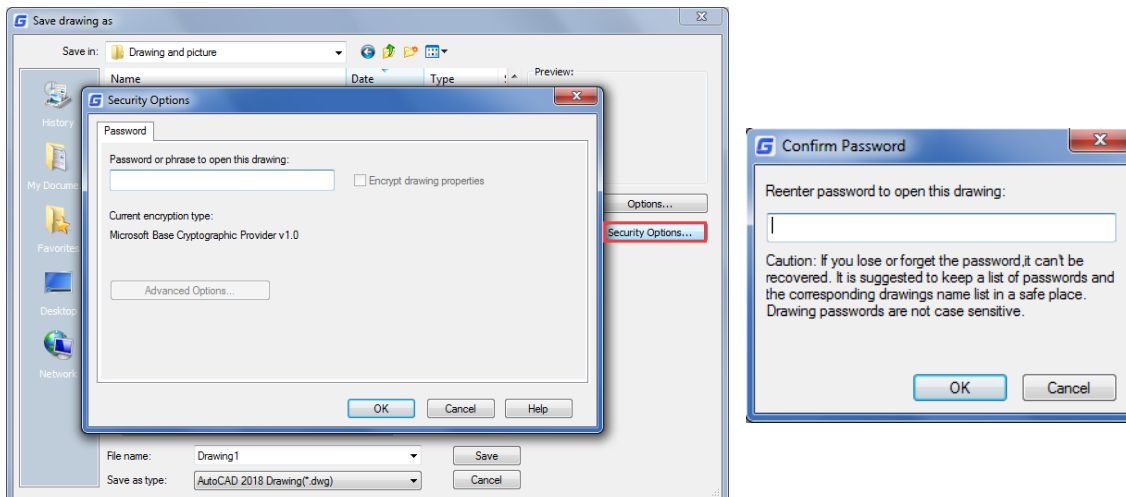 Save drawing as
Save in: Drawing and picture
Name Date Type
Preview:
History
My Docume
Favorites
Desktop
Network
Options...
Security Options...
Security Options
Password
Password or phrase to open this drawing:
Encrypt drawing properties
Current encryption type:
Microsoft Base Cryptographic Provider v1.0
Advanced Options...
OK Cancel Help
File name: Drawing1 Save
Save as type: AutoCAD 2018 Drawing(*.dwg) Cancel
Confirm Password
Reenter password to open this drawing:
Caution: If you lose or forget the password,it can't be
recovered. It is suggested to keep a list of passwords and
the corresponding drawings name list in a safe place.
Drawing passwords are not case sensitive.
OK Cancel